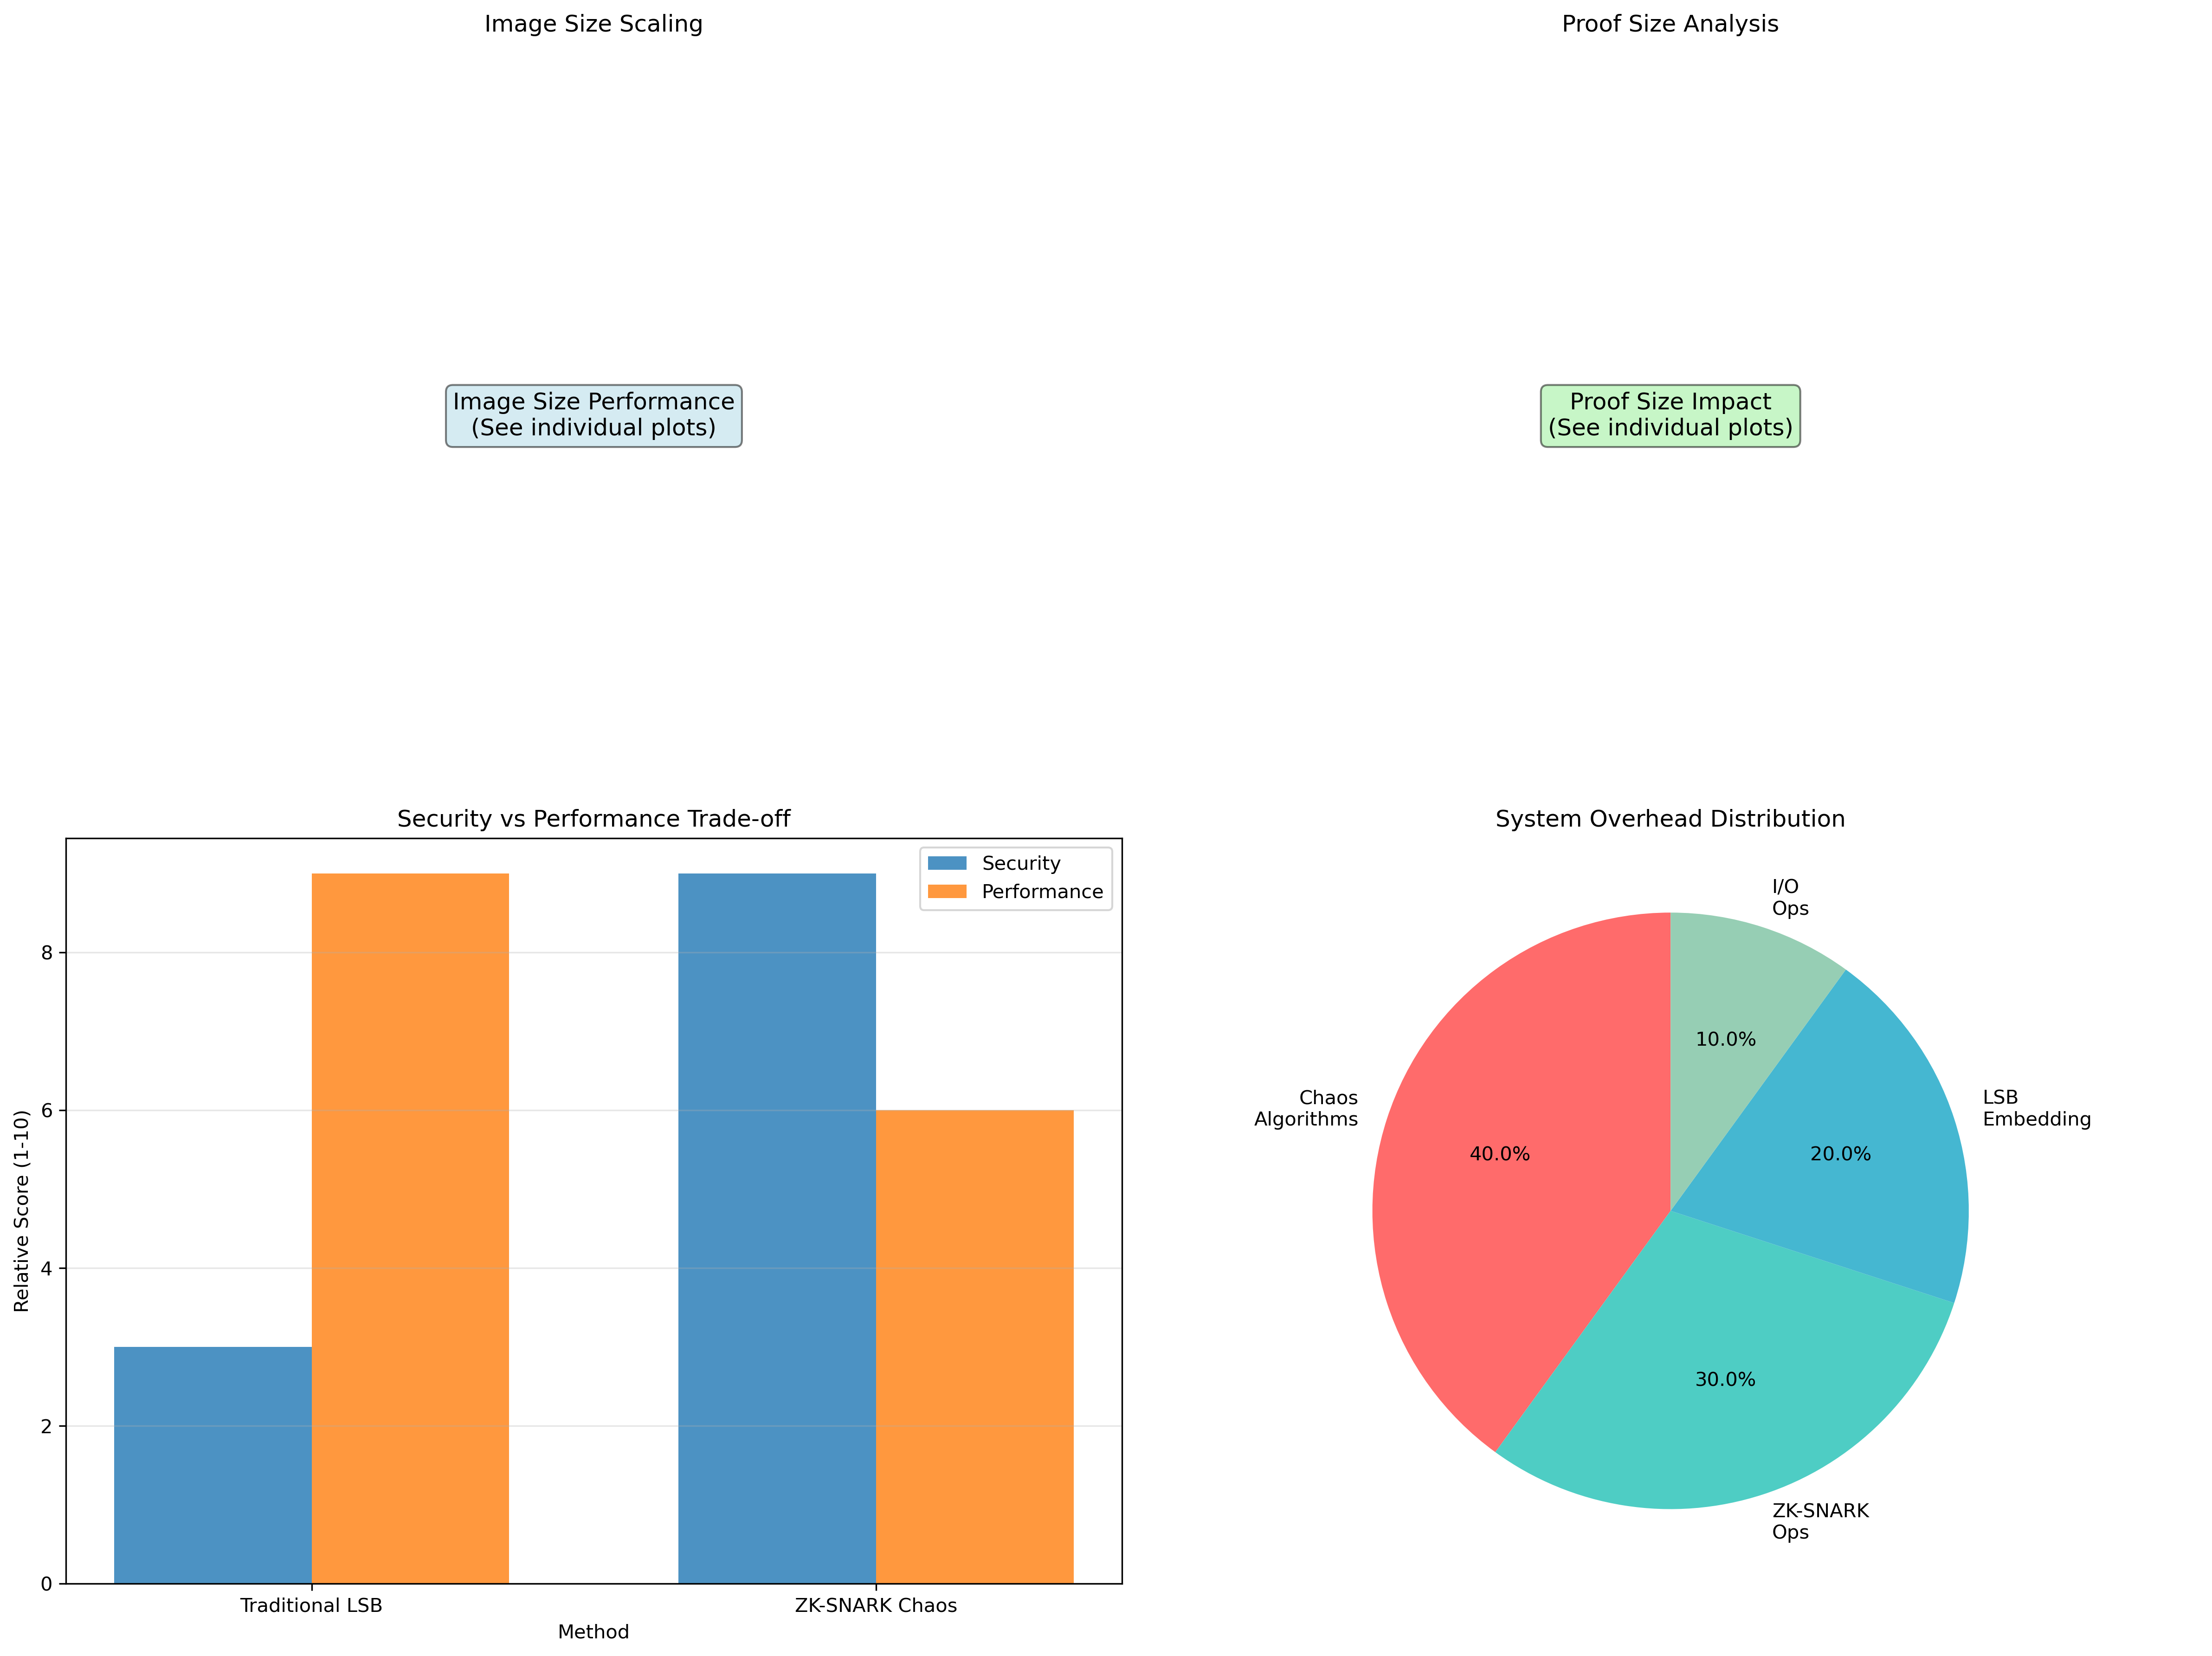 Image Size Scaling
Image Size Performance
(See individual plots)
Proof Size Analysis
Proof Size Impact
(See individual plots)
Security vs Performance Trade-off
Security
Performance
Relative Score (1-10)
8
6
4
2
0
Traditional LSB
ZK-SNARK Chaos
Method
System Overhead Distribution
I/O
Ops
10.0%
LSB
Embedding
20.0%
Chaos
Algorithms
40.0%
30.0%
ZK-SNARK
Ops